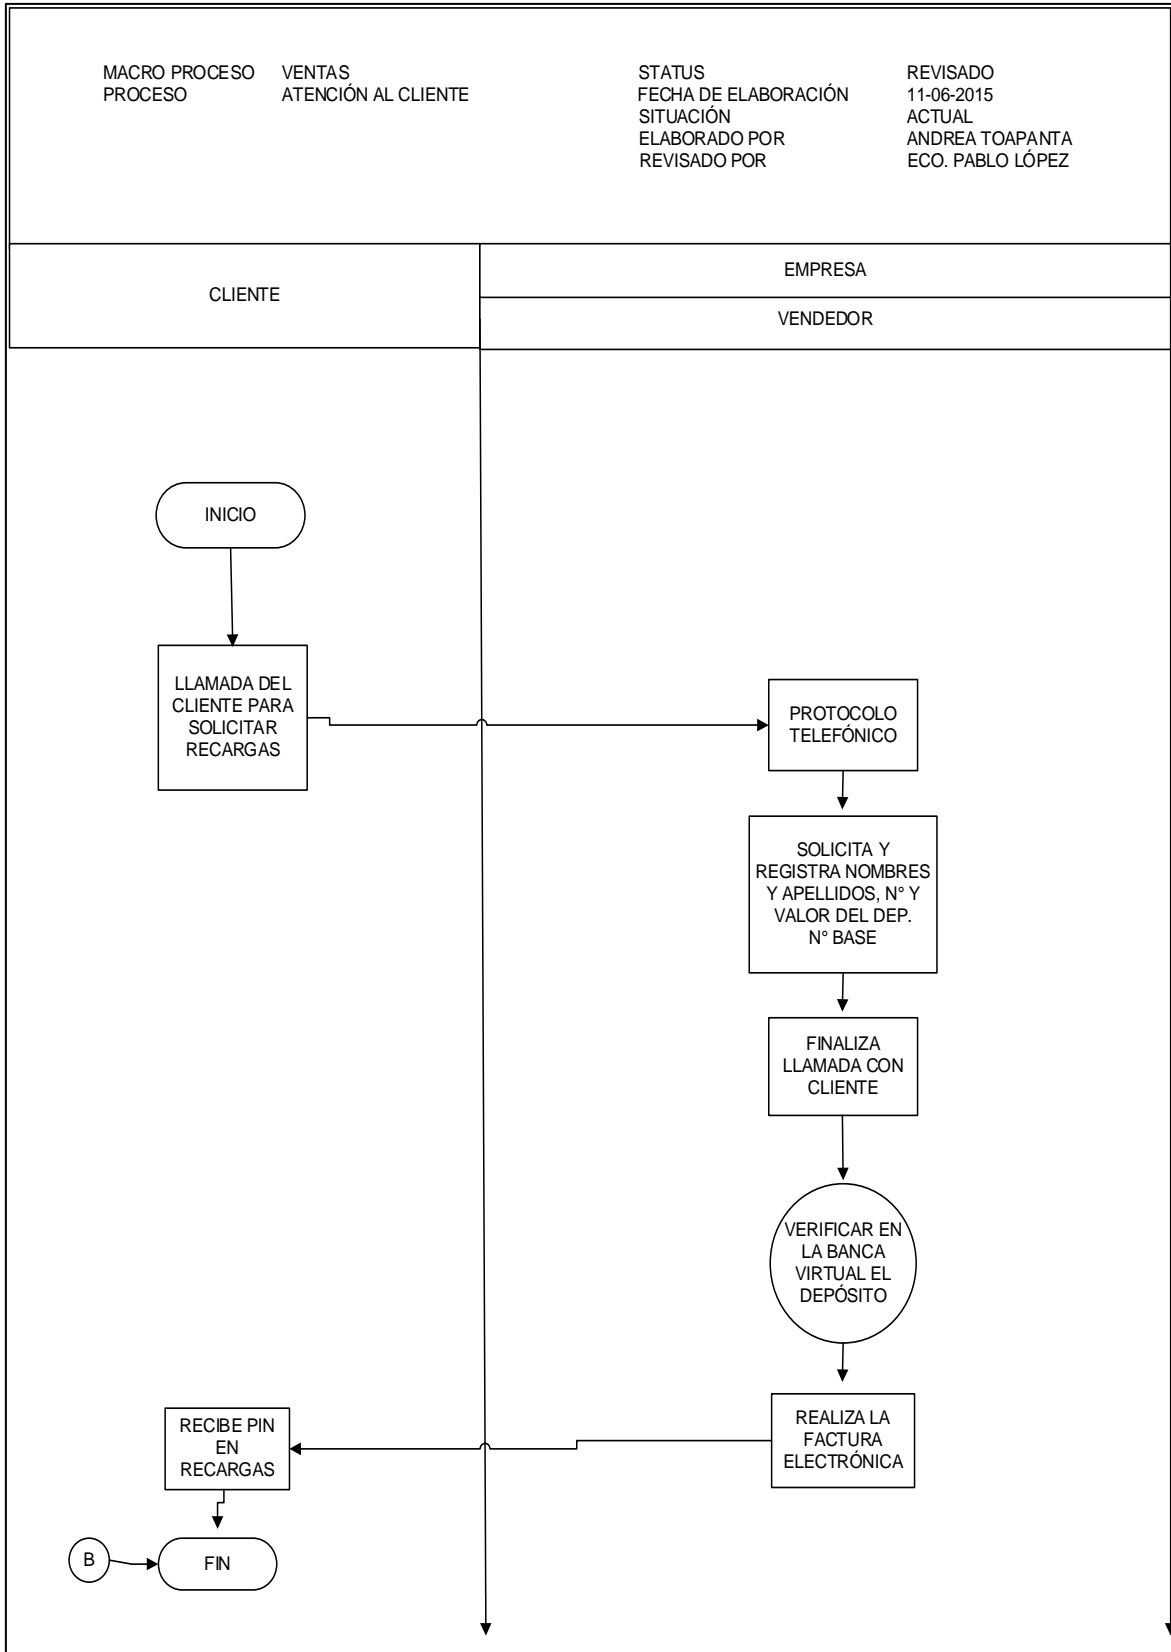 MACRO PROCESO VENTAS
PROCESO ATENCIÓN AL CLIENTE
STATUS REVISADO
FECHA DE ELABORACIÓN 11-06-2015
SITUACIÓN ACTUAL
ELABORADO POR ANDREA TOAPANTA
REVISADO POR ECO. PABLO LÓPEZ
CLIENTE
EMPRESA
VENDEDOR
INICIO
LLAMADA DEL
CLIENTE PARA
SOLICITAR
RECARGAS
PROTOCOLO
TELEFÓNICO
SOLICITA Y
REGISTRA NOMBRES
Y APELLIDOS, N° Y
VALOR DEL DEP.
N° BASE
FINALIZA
LLAMADA CON
CLIENTE
VERIFICAR EN
LA BANCA
VIRTUAL EL
DEPÓSITO
REALIZA LA
FACTURA
ELECTRÓNICA
RECIBE PIN
EN
RECARGAS
B
FIN